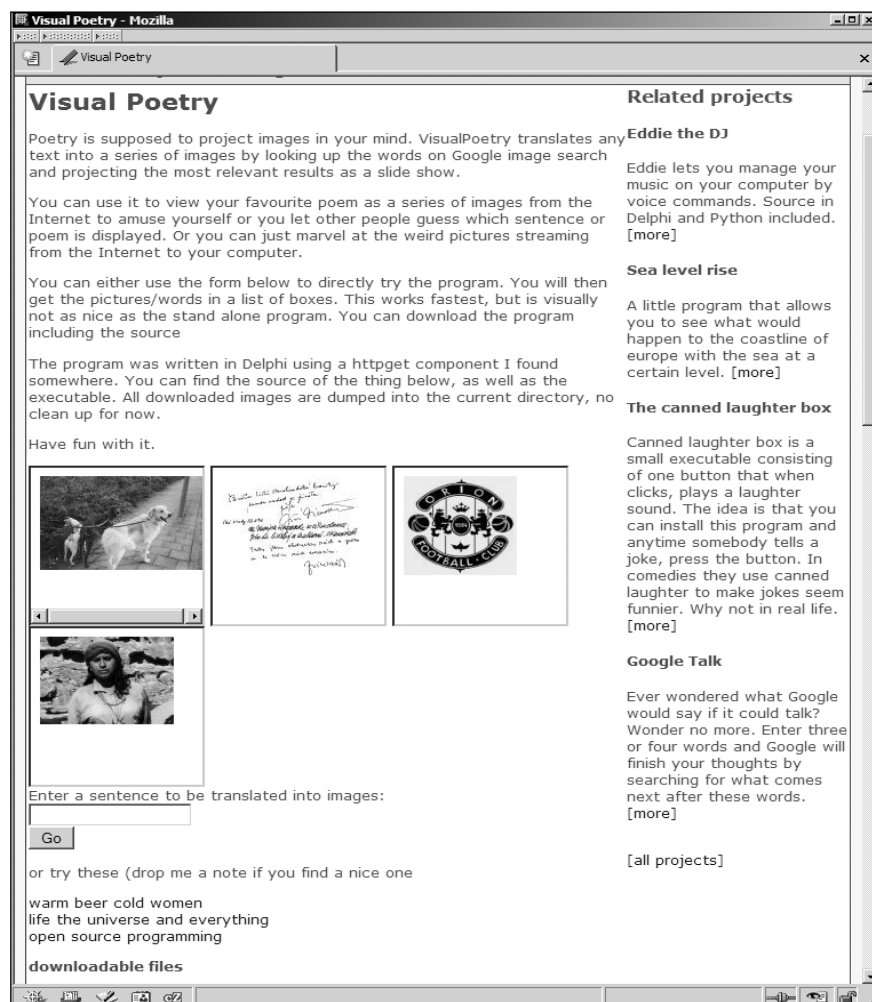 Visual Poetry - Mozilla
Visual Poetry
Visual Poetry
Poetry is supposed to project images in your mind. VisualPoetry translates any
text into a series of images by looking up the words on Google image search
and projecting the most relevant results as a slide show.
You can use it to view your favourite poem as a series of images from the
Internet to amuse yourself or you let other people guess which sentence or
poem is displayed. Or you can just marvel at the weird pictures streaming
from the Internet to your computer.
You can either use the form below to directly try the program. You will then
get the pictures/words in a list of boxes. This works fastest, but is visually
not as nice as the stand alone program. You can download the program
including the source
The program was written in Delphi using a httpget component I found
somewhere. You can find the source of the thing below, as well as the
executable. All downloaded images are dumped into the current directory, no
clean up for now.
Have fun with it.
ORION
FOOTBALL CLUB
Enter a sentence to be translated into images:
Go
or try these (drop me a note if you find a nice one
warm beer cold women
life the universe and everything
open source programming
downloadable files
Related projects
Eddie the DJ
Eddie lets you manage your
music on your computer by
voice commands. Source in
Delphi and Python included.
[more]
Sea level rise
A little program that allows
you to see what would
happen to the coastline of
europe with the sea at a
certain level. [more]
The canned laughter box
Canned laughter box is a
small executable consisting
of one button that when
clicks, plays a laughter
sound. The idea is that you
can install this program and
anytime somebody tells a
joke, press the button. In
comedies they use canned
laughter to make jokes seem
funnier. Why not in real life.
[more]
Google Talk
Ever wondered what Google
would say if it could talk?
Wonder no more. Enter three
or four words and Google will
finish your thoughts by
searching for what comes
next after these words.
[more]
[all projects]